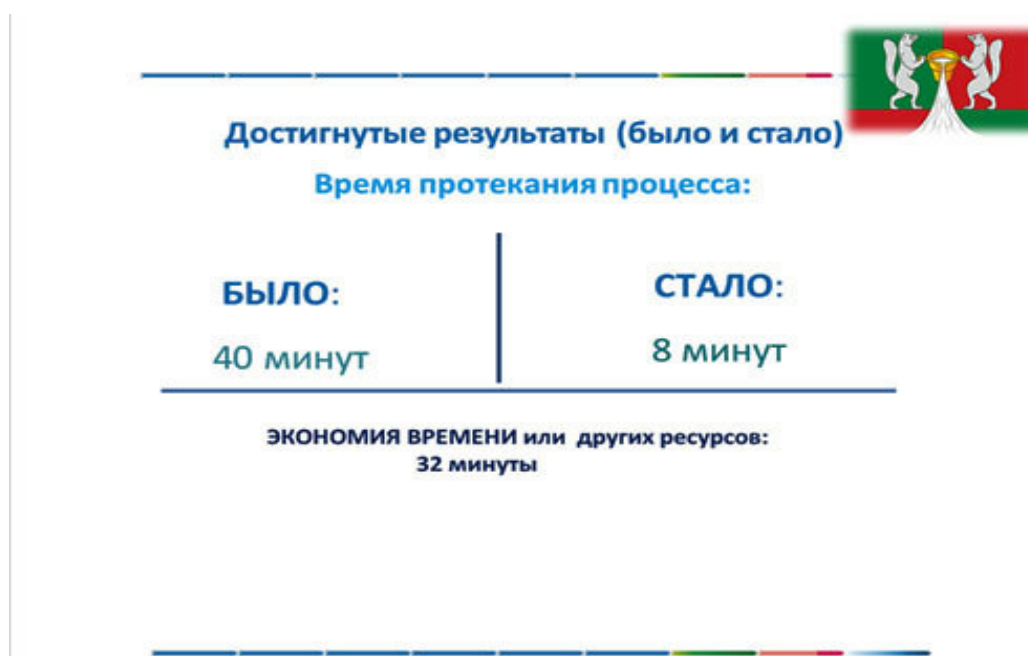 Достигнутые результаты (было и стало)
Время протекания процесса:
БЫЛО:
40 минут
СТАЛО:
8 минут
ЭКОНОМИЯ ВРЕМЕНИ или других ресурсов:
32 минуты